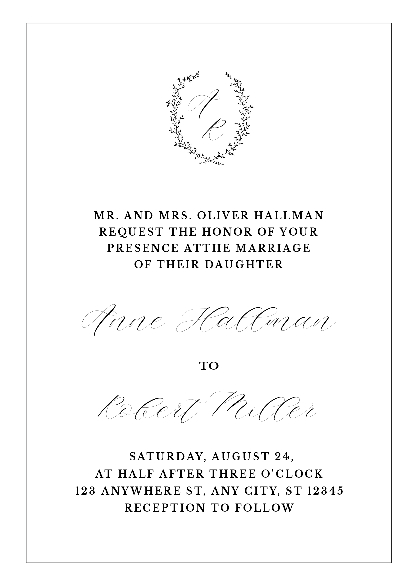 A
R
MR. AND MRS. OLIVER HALLMAN
REQUEST THE HONOR OF YOUR
PRESENCE ATTHE MARRIAGE
OF THEIR DAUGHTER
Anne Hallman
TO
Robert Miller
SATURDAY, AUGUST 24,
AT HALF AFTER THREE O'CLOCK
123 ANYWHERE ST, ANY CITY, ST 12345
RECEPTION TO FOLLOW